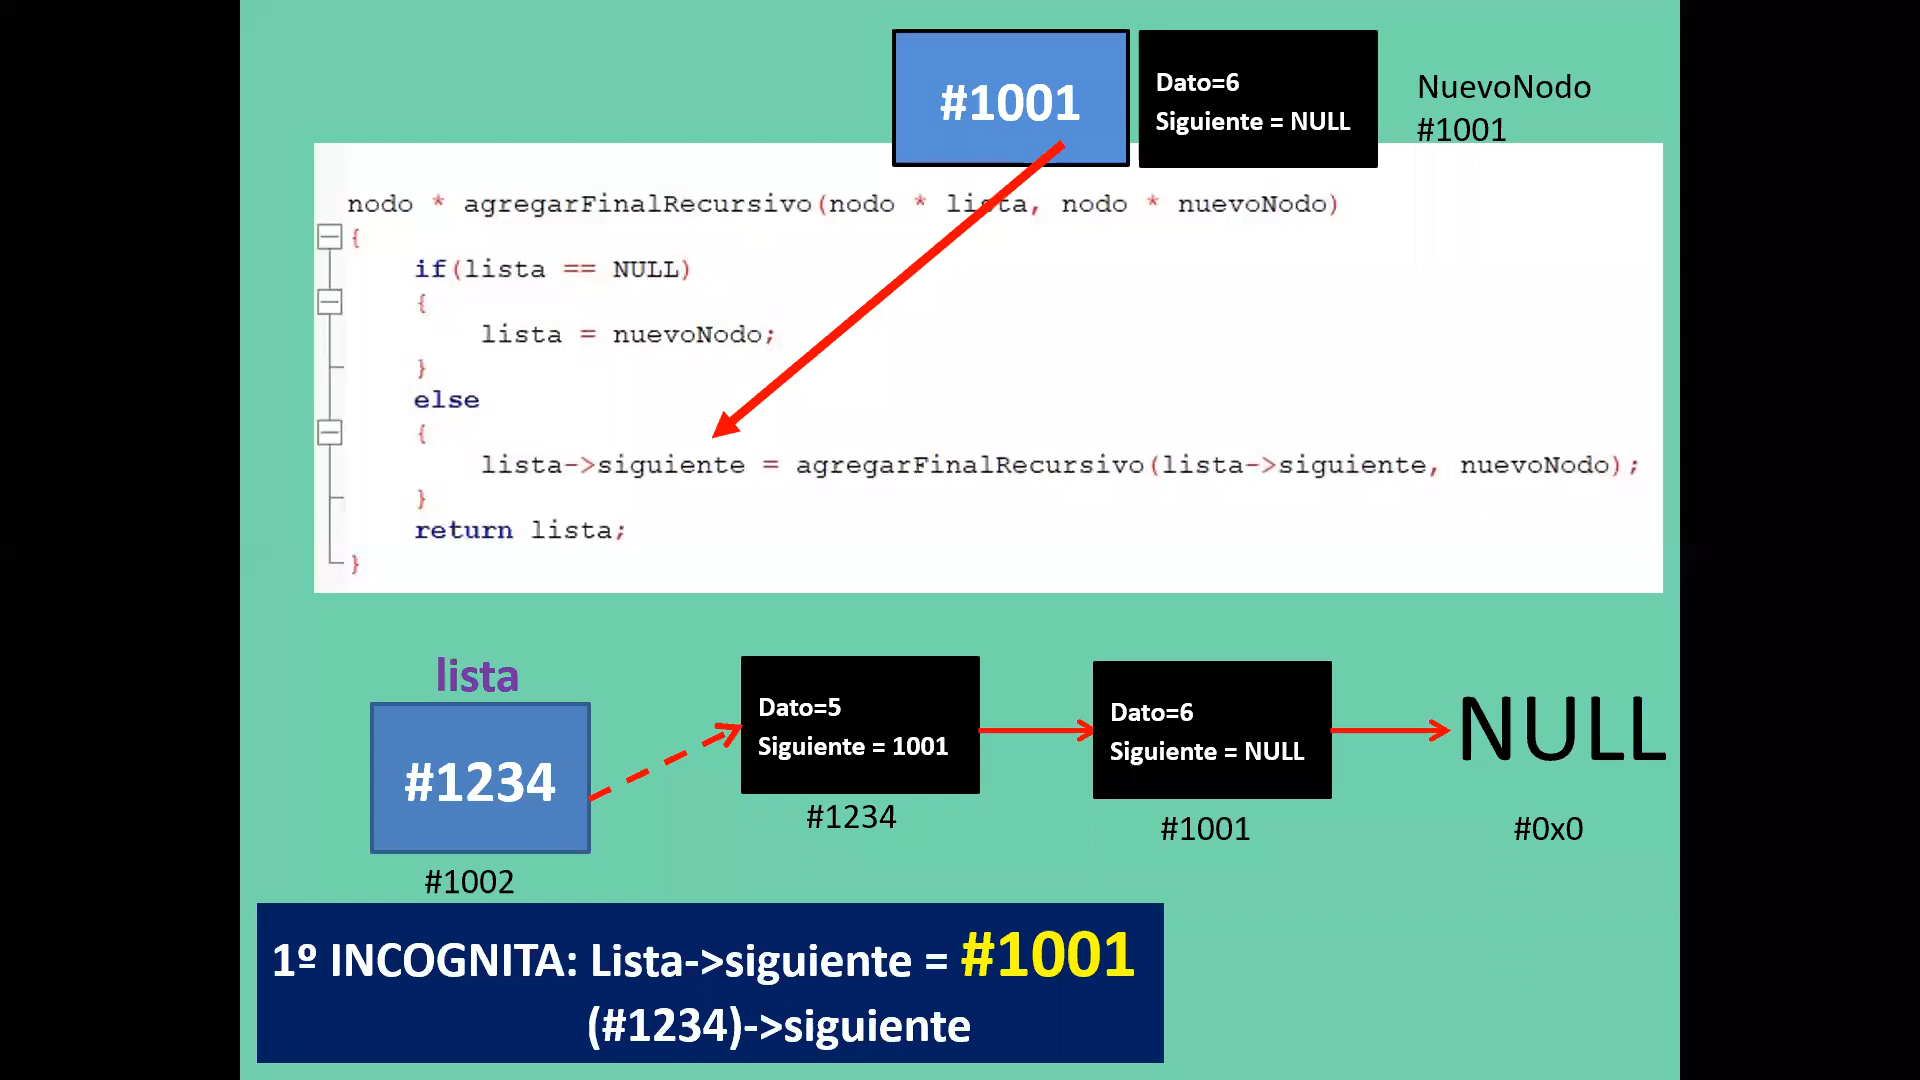 #1001
Dato=6
Siguiente = NULL
NuevoNodo
#1001
nodo * agregarFinalRecursivo(nodo * lista, nodo * nuevoNodo)
{
if(lista == NULL)
{
lista = nuevoNodo;
}
else
{
lista->siguiente = agregarFinalRecursivo(lista->siguiente, nuevoNodo);
}
return lista;
}
lista
#1234
#1002
Dato=5
Siguiente = 1001
#1234
Dato=6
Siguiente = NULL
#1001
NULL
#0x0
1º INCOGNITA: Lista->siguiente = #1001
(#1234)->siguiente